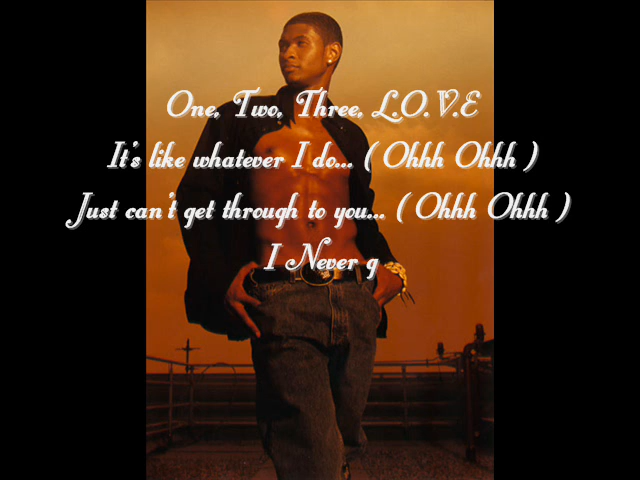 One, Two, Three, L.O.V.E
It's like whatever I do... ( Ohhh Ohhh )
Just can't get through to you... ( Ohhh Ohhh )
I Never g